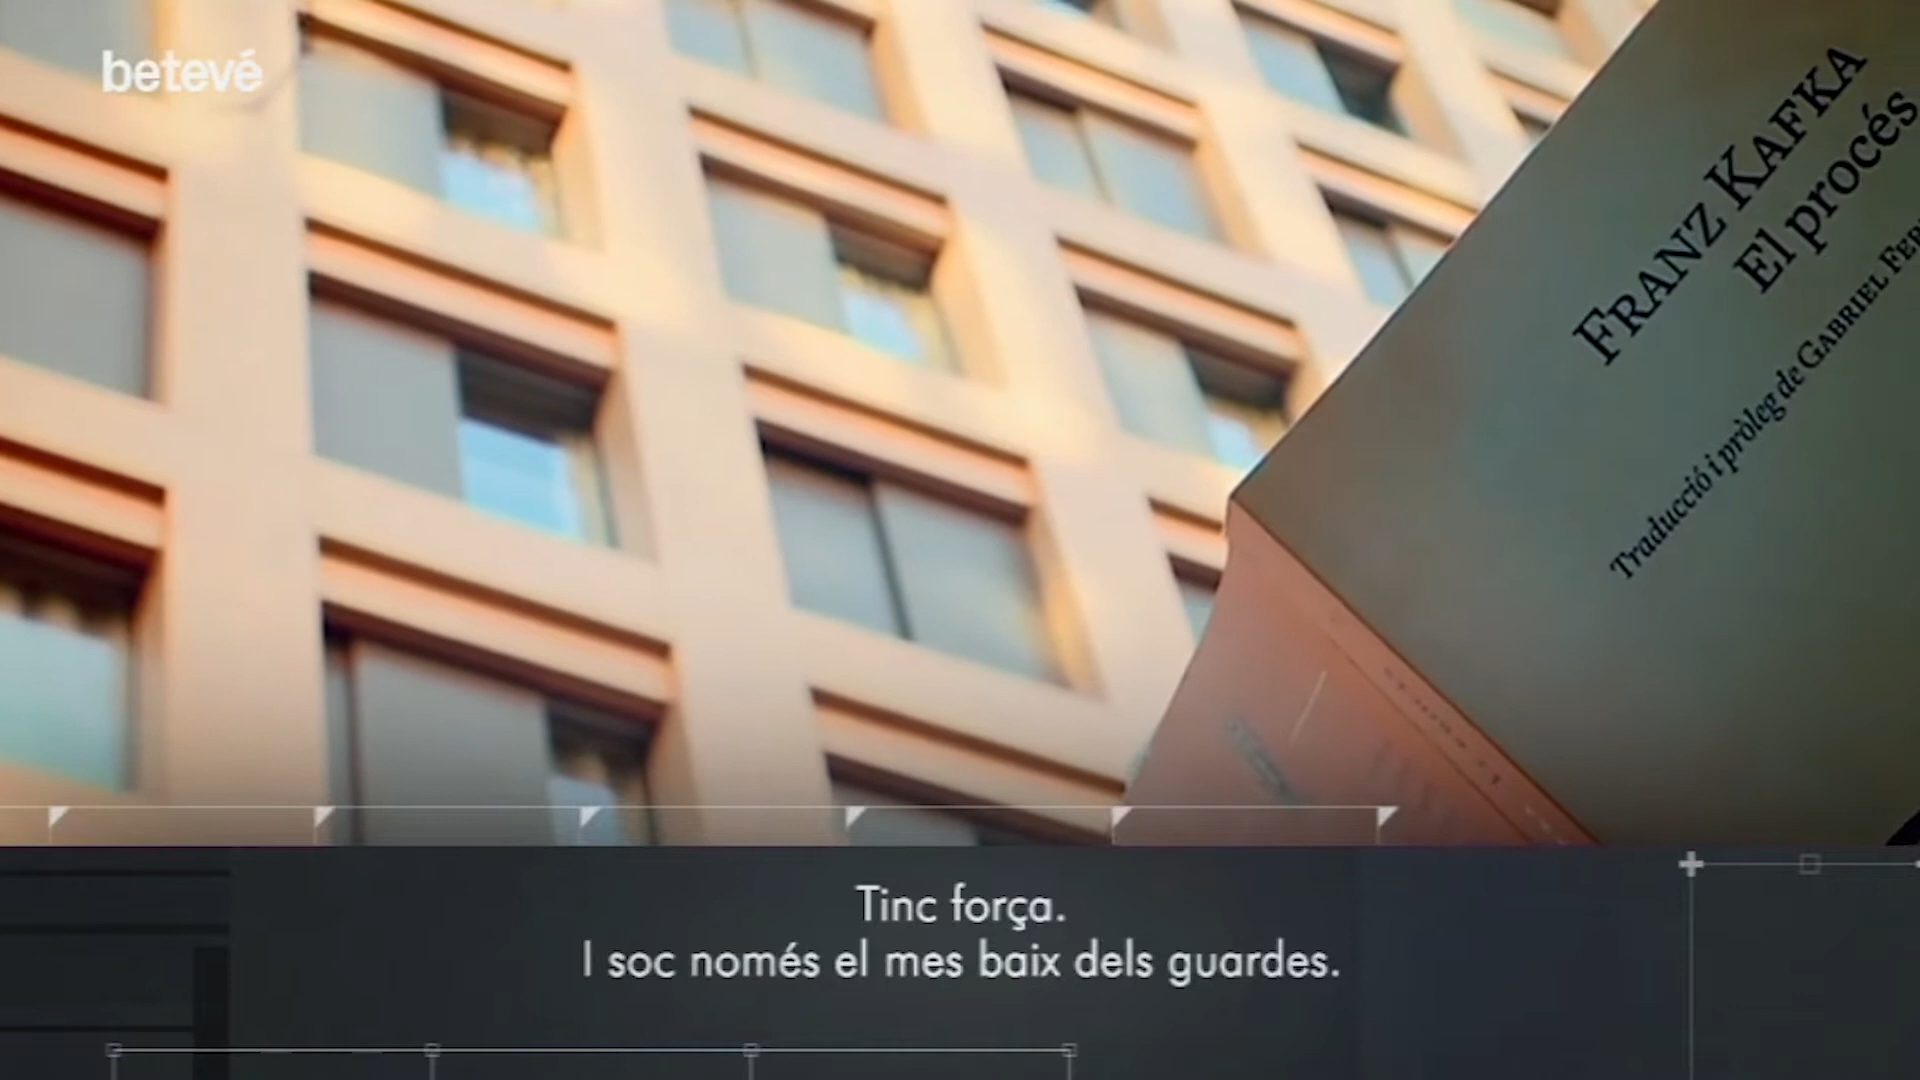 betevé
FRANZ KAFKA
El procés
Traducció i pròleg de GABRIEL
Tinc força.
I soc només el mes baix dels guardes.